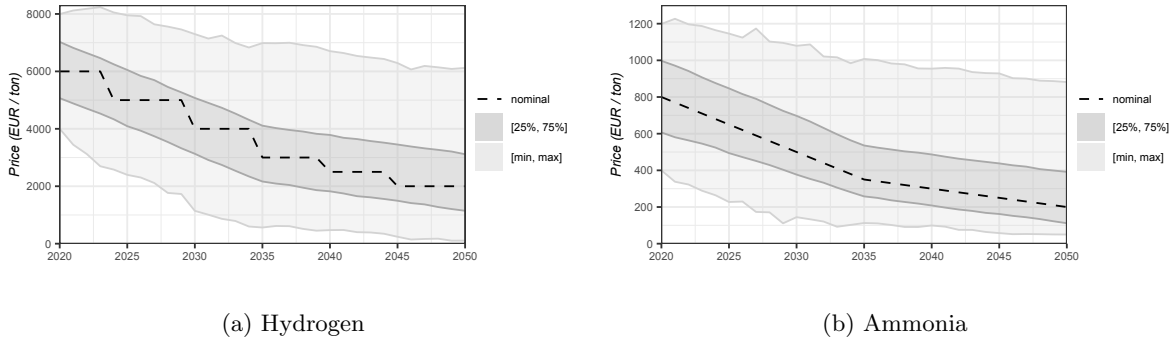 8000
6000
4000
2000
0
Price (EUR / ton)
2020 2025 2030 2035 2040 2045 2050
nominal
[25%, 75%]
[min, max]
(a) Hydrogen
1200
1000
800
600
400
200
0
Price (EUR / ton)
2020 2025 2030 2035 2040 2045 2050
nominal
[25%, 75%]
[min, max]
(b) Ammonia